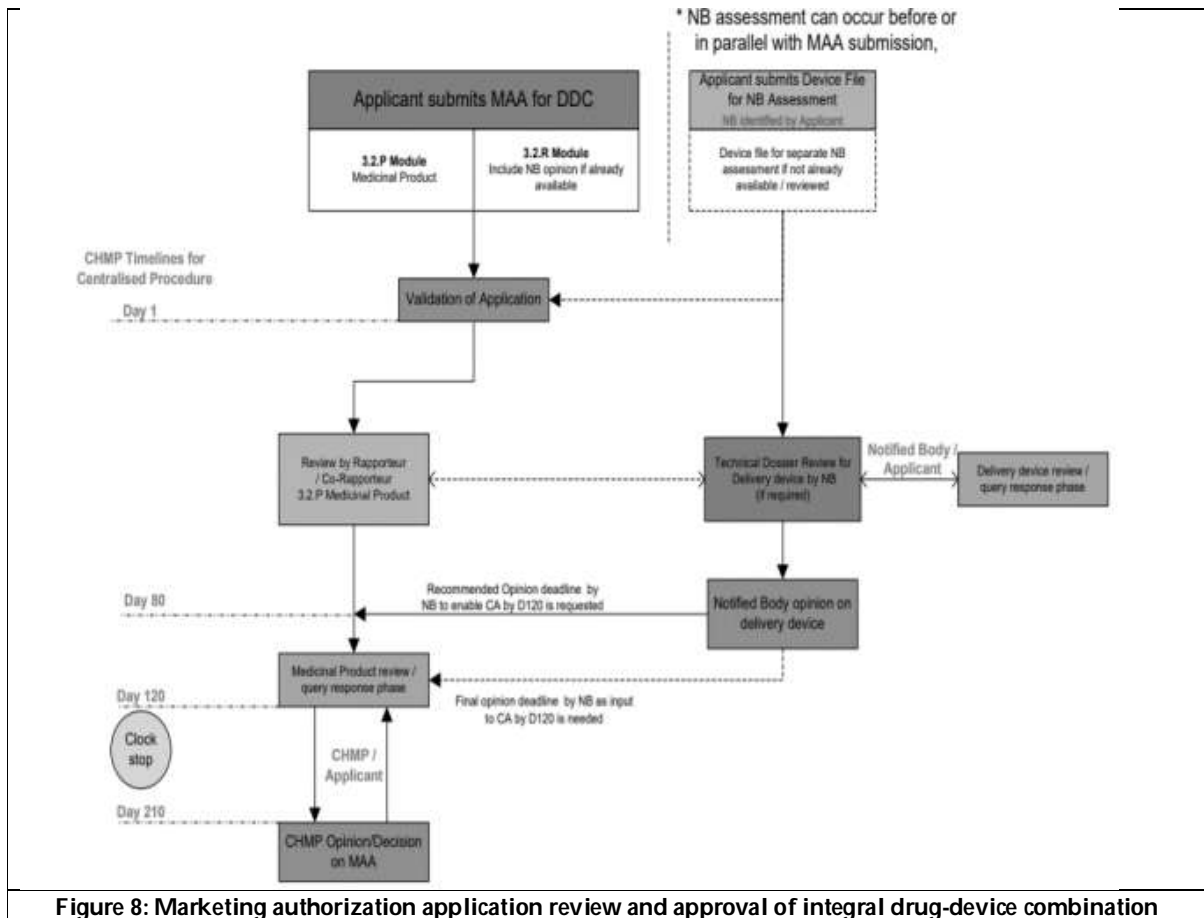 * NB assessment can occur before or
in parallel with MAA submission,
Applicant submits MAA for DDC
Applicant submits Device File
for NB Assessment
NB identified by Applicant
3.2.P Module
Medicinal Product
3.2.R Module
Include NB opinion if already
available
Device file for separate NB
assessment if not already
available / reviewed
CHMP Timelines for
Centralised Procedure
Day 1
Validation of Application
Review by Rapporteur
/ Co-Rapporteur
3.2.P Medicinal Product
Technical Dossier Review for
Delivery device by NB
(if required)
Notified Body /
Applicant
Delivery device review /
query response phase
Day 80
Recommended Opinion deadline by
NB to enable CA by D120 is requested
Notified Body opinion on
delivery device
Medicinal Product review /
query response phase
Day 120
Final opinion deadline by NB as input
to CA by D120 is needed
Clock
stop
CHMP /
Applicant
Day 210
CHMP Opinion/Decision
on MAA
Figure 8: Marketing authorization application review and approval of integral drug-device combination